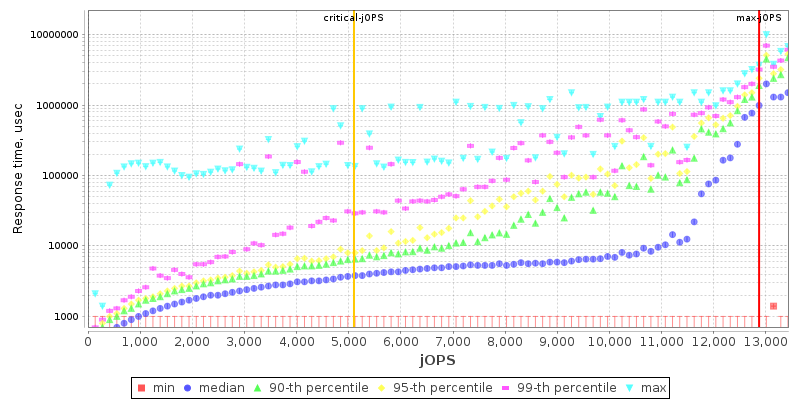 critical-jOPS max-jOPS
10000000
1000000
100000
10000
1000
Response time, usec
0 1,000 2,000 3,000 4,000 5,000 6,000 7,000 8,000 9,000 10,000 11,000 12,000 13,000
jOPS
min median 90-th percentile 95-th percentile 99-th percentile max